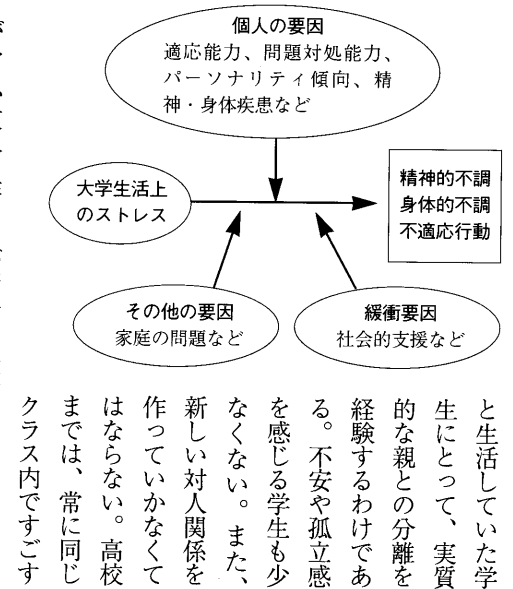 個人の要因
適応能力、問題対処能力、
パーソナリティ傾向、精
神・身体疾患など
大学生活上
のストレス
精神的不調
身体的不調
不適応行動
その他の要因
家庭の問題など
緩衝要因
社会的支援など
と生活していた学
生にとって、実質
的な親との分離を
経験するわけであ
る。不安や孤立感
を感じる学生も少
なくない。また、
新しい対人関係を
作っていかなくて
はならない。高校
までは、常に同じ
クラス内ですごす